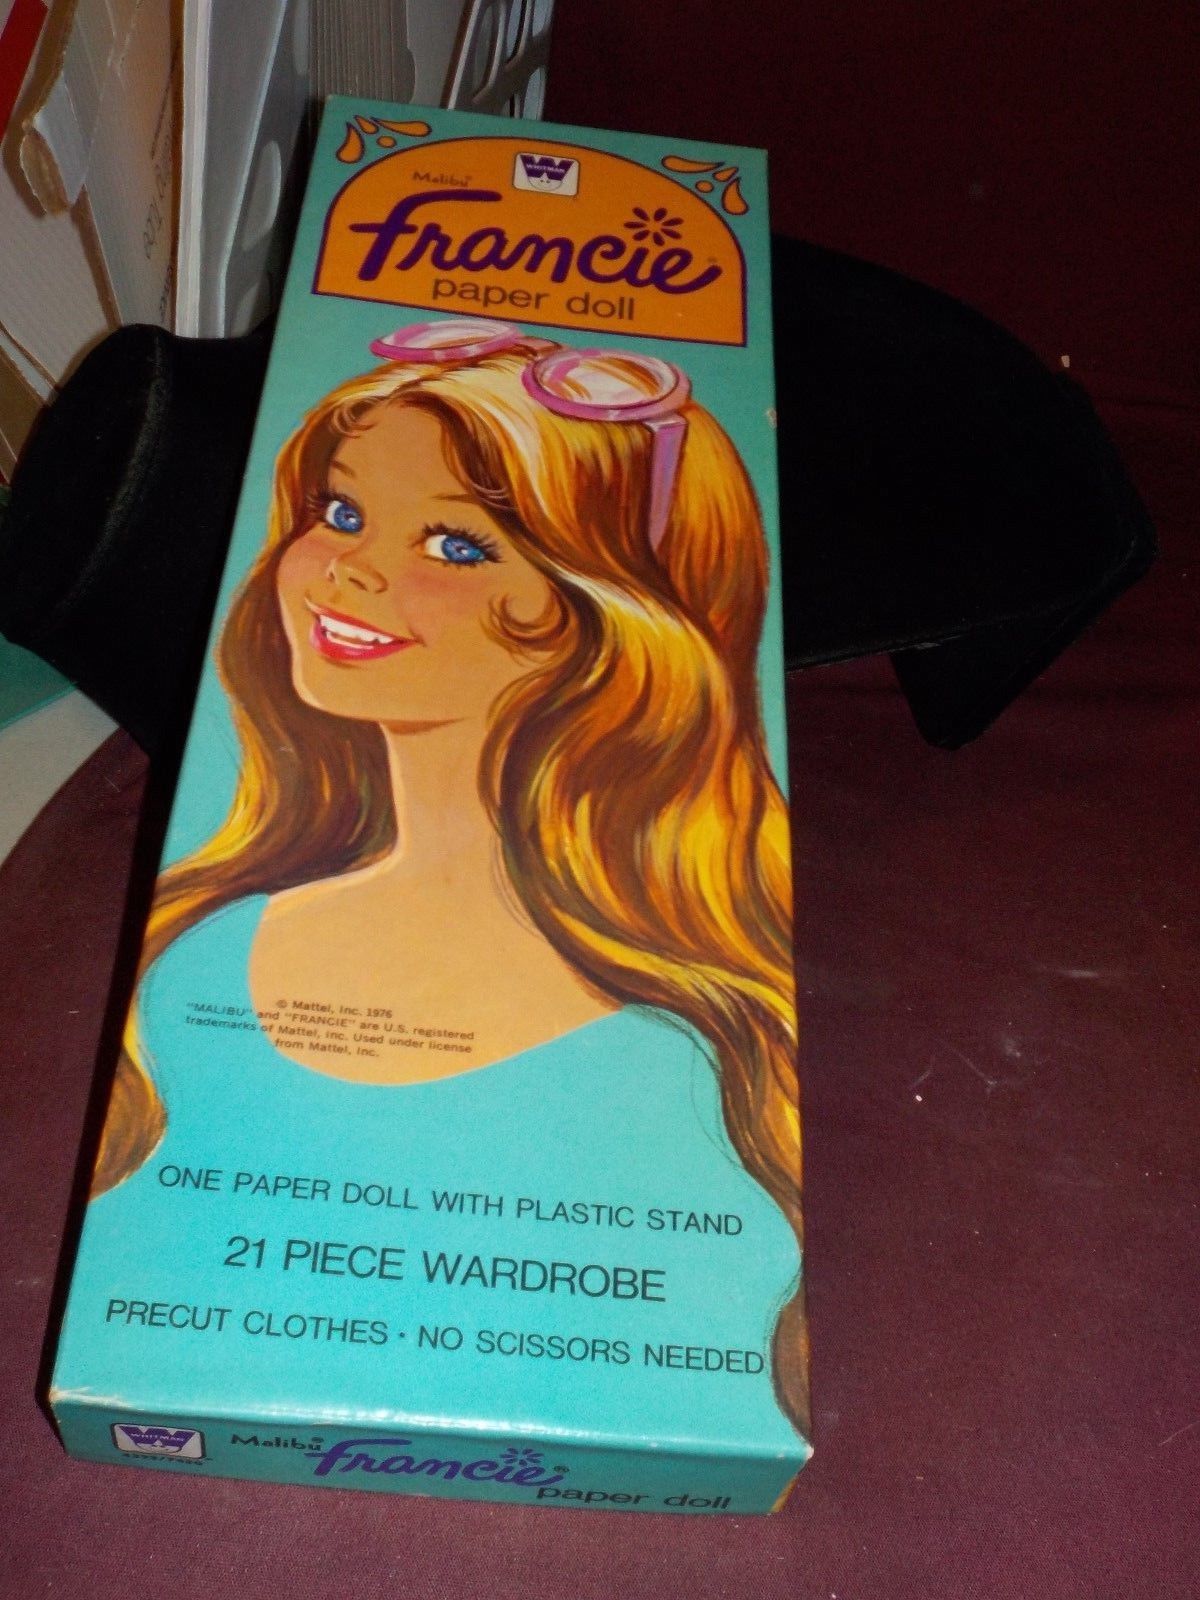 WHITMAN
Malibu®
Francie®
paper doll
© Mattel, Inc. 1976
"MALIBU" and "FRANCIE" are U.S. registered
trademarks of Mattel, Inc. Used under license
from Mattel, Inc.
ONE PAPER DOLL WITH PLASTIC STAND
21 PIECE WARDROBE
PRECUT CLOTHES • NO SCISSORS NEEDED
WHITMAN
Malibu®
Francie®
paper doll